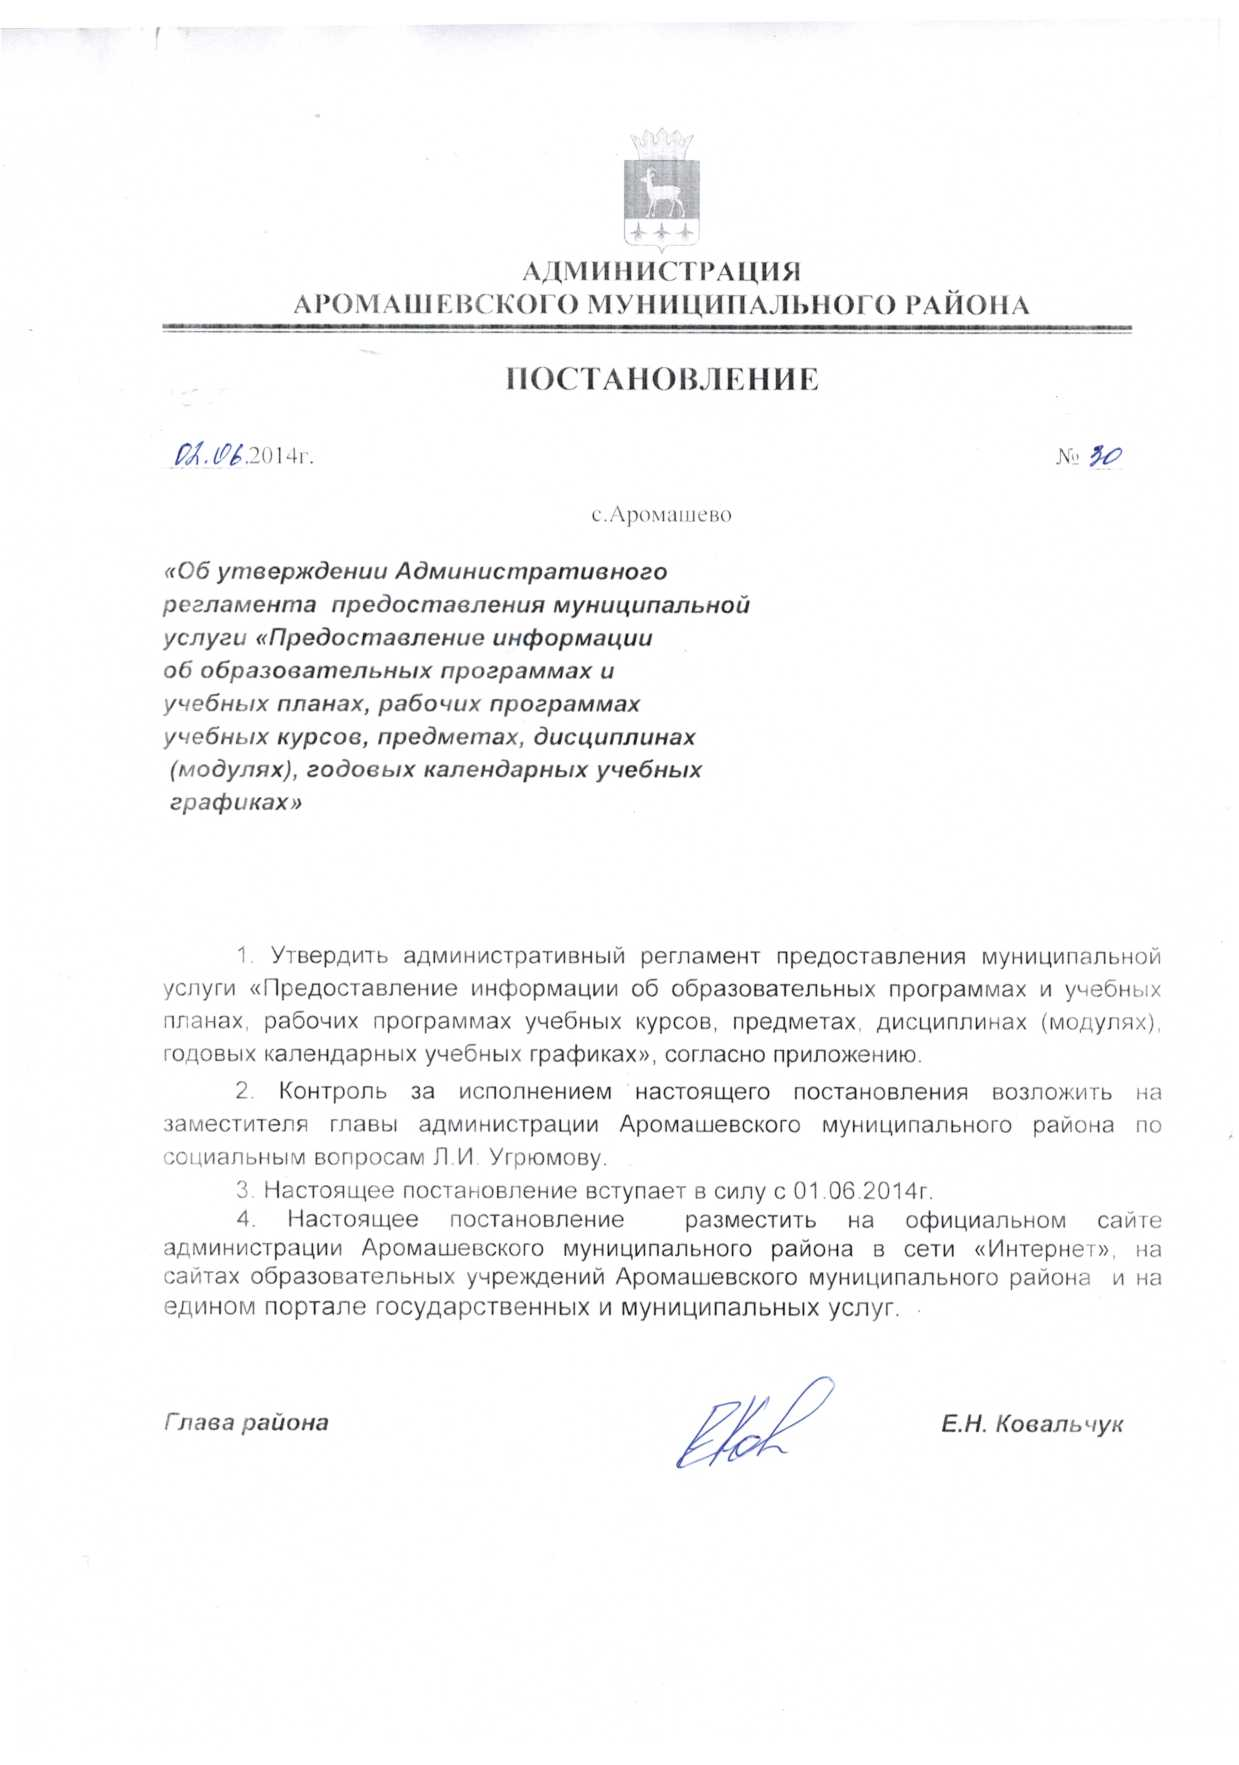 АДМИНИСТРАЦИЯ
АРОМАШЕВСКОГО МУНИЦИПАЛЬНОГО РАЙОНА
ПОСТАНОВЛЕНИЕ
02.06.2014г. № 30
с.Аромашево
«Об утверждении Административного
регламента предоставления муниципальной
услуги «Предоставление информации
об образовательных программах и
учебных планах, рабочих программах
учебных курсов, предметах, дисциплинах
(модулях), годовых календарных учебных
графиках»
1. Утвердить административный регламент предоставления муниципальной
услуги «Предоставление информации об образовательных программах и учебных
планах, рабочих программах учебных курсов, предметах, дисциплинах (модулях),
годовых календарных учебных графиках», согласно приложению.
2. Контроль за исполнением настоящего постановления возложить на
заместителя главы администрации Аромашевского муниципального района по
социальным вопросам Л.И. Угрюмову.
3. Настоящее постановление вступает в силу с 01.06.2014г.
4. Настоящее постановление разместить на официальном сайте
администрации Аромашевского муниципального района в сети «Интернет», на
сайтах образовательных учреждений Аромашевского муниципального района и на
едином портале государственных и муниципальных услуг.
Глава района Е.Н. Ковальчук